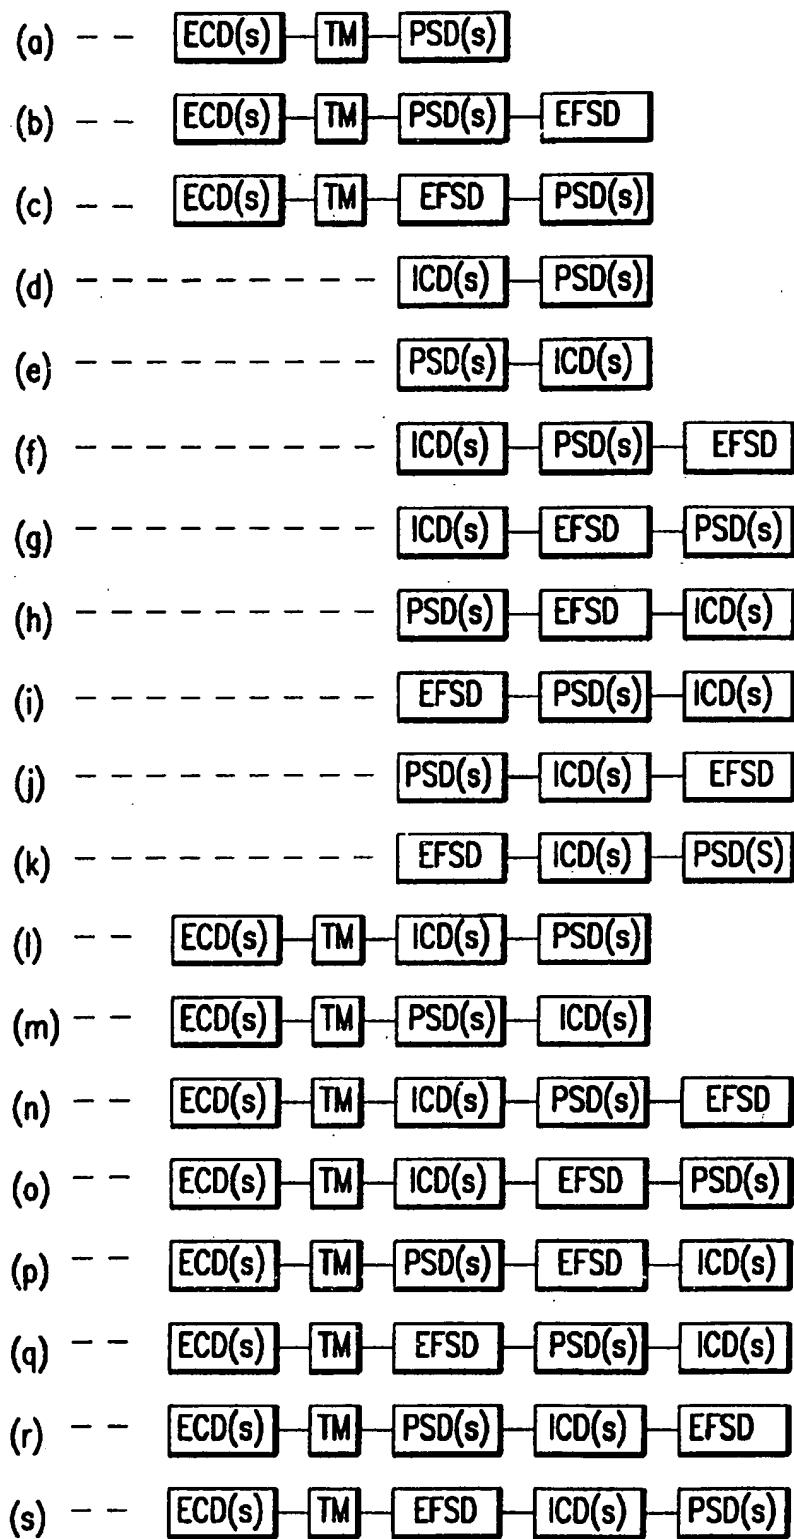 (a) -- ECD(s) TM PSD(s)
(b) -- ECD(s) TM PSD(s) EFSD
(c) -- ECD(s) TM EFSD PSD(s)
(d) --------- ICD(s) PSD(s)
(e) --------- PSD(s) ICD(s)
(f) --------- ICD(s) PSD(s) EFSD
(g) --------- ICD(s) EFSD PSD(s)
(h) --------- PSD(s) EFSD ICD(s)
(i) --------- EFSD PSD(s) ICD(s)
(j) --------- PSD(s) ICD(s) EFSD
(k) --------- EFSD ICD(s) PSD(S)
(l) -- ECD(s) TM ICD(s) PSD(s)
(m) -- ECD(s) TM PSD(s) ICD(s)
(n) -- ECD(s) TM ICD(s) PSD(s) EFSD
(o) -- ECD(s) TM ICD(s) EFSD PSD(s)
(p) -- ECD(s) TM PSD(s) EFSD ICD(s)
(q) -- ECD(s) TM EFSD PSD(s) ICD(s)
(r) -- ECD(s) TM PSD(s) ICD(s) EFSD
(s) -- ECD(s) TM EFSD ICD(s) PSD(s)